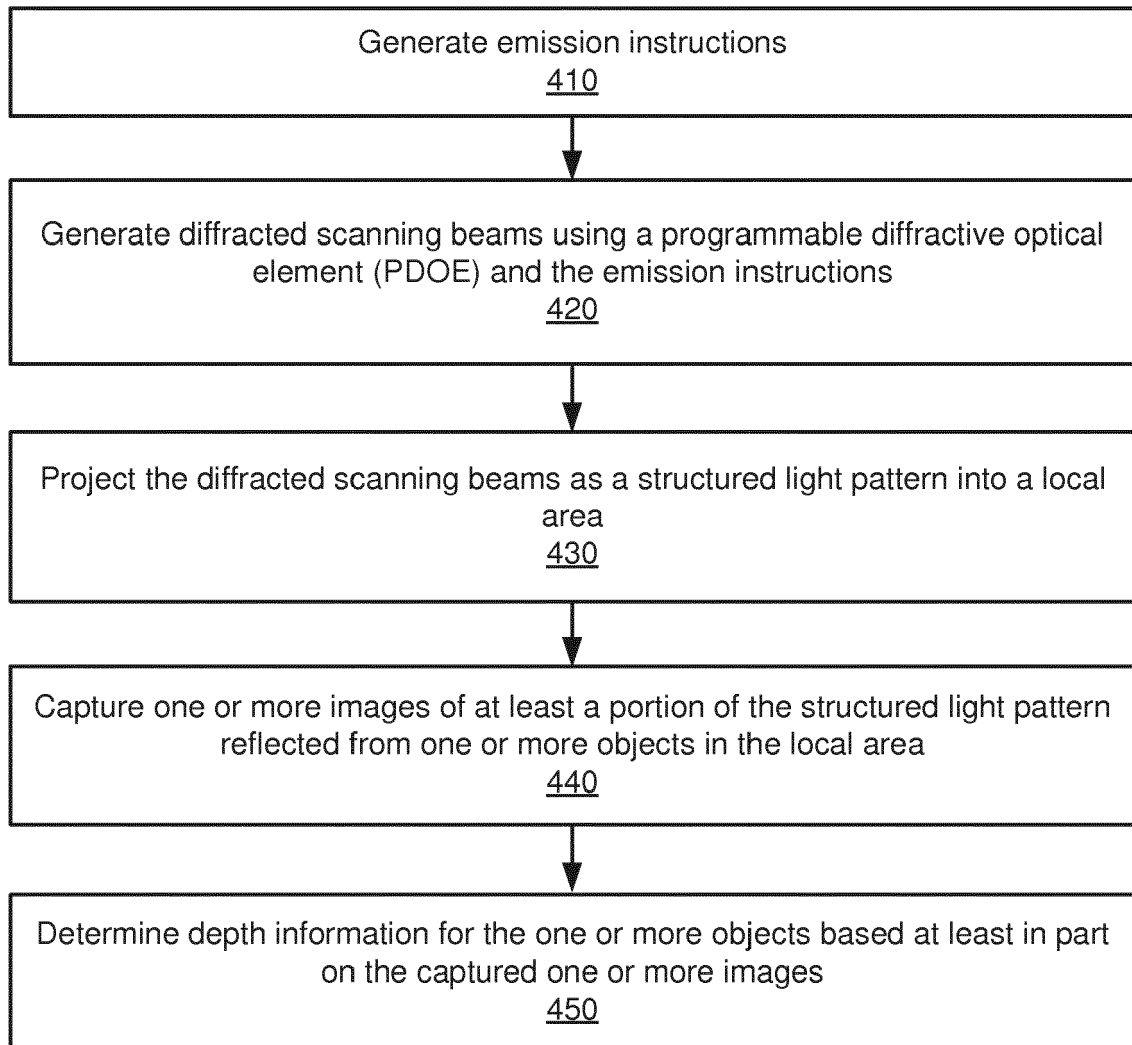 Generate emission instructions
410
Generate diffracted scanning beams using a programmable diffractive optical
element (PDOE) and the emission instructions
420
Project the diffracted scanning beams as a structured light pattern into a local
area
430
Capture one or more images of at least a portion of the structured light pattern
reflected from one or more objects in the local area
440
Determine depth information for the one or more objects based at least in part
on the captured one or more images
450